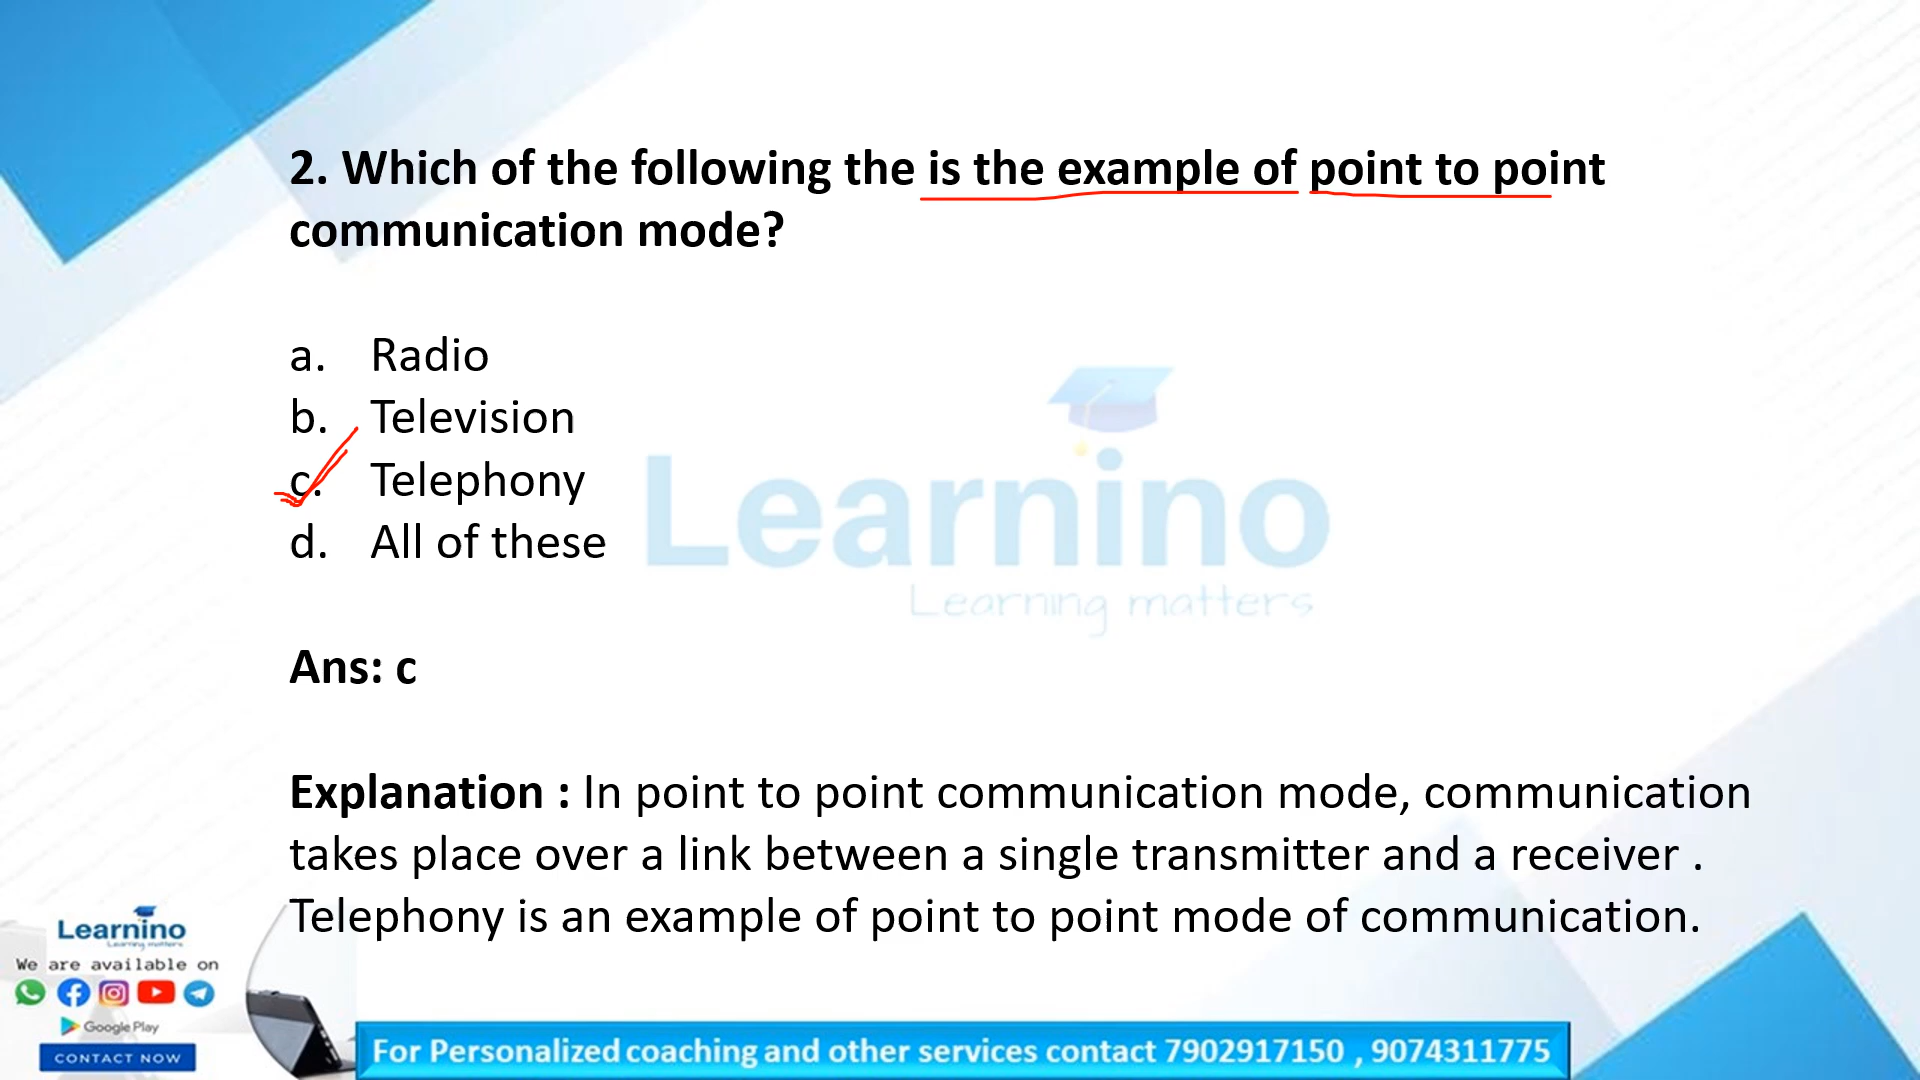 2. Which of the following the is the example of point to point
communication mode?
a. Radio
b. Television
c. Telephony
d. All of these
Learnino
Learning matters
Ans: c
Explanation : In point to point communication mode, communication
takes place over a link between a single transmitter and a receiver .
Telephony is an example of point to point mode of communication.
Learnino
Learning matters
We are available on
Google Play
CONTACT NOW
For Personalized coaching and other services contact 7902917150 , 9074311775